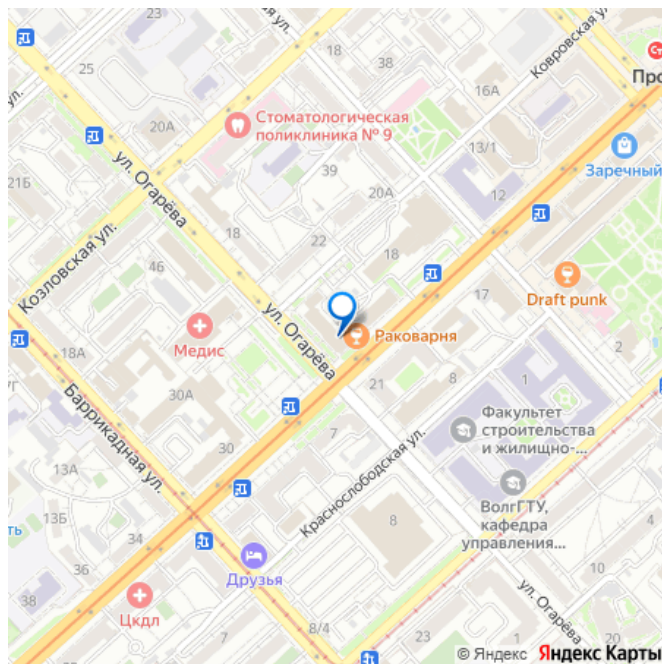 25
18
38
Ковровская ул.
Ст
Про
16А
20А
Стоматологическая
поликлиника № 9
13/1
Заречный
ул. Огарёва
39
20А
12
21Б
18
22
18
Козловская ул.
46
17
Draft punk
ул. Огарёва
Раковарня
Медис
2
18А
21
8
1
30А
Баррикадная ул.
Факультет
строительства
и жилищно-...
7
30
Краснослободская ул.
13А
ВолгГТУ,
кафедра
управления...
13Б
8
4
34
Друзья
36
10
38
Цкдл
ул. Огарёва
22
8/4
23
1
20
© Яндекс Яндекс Карты